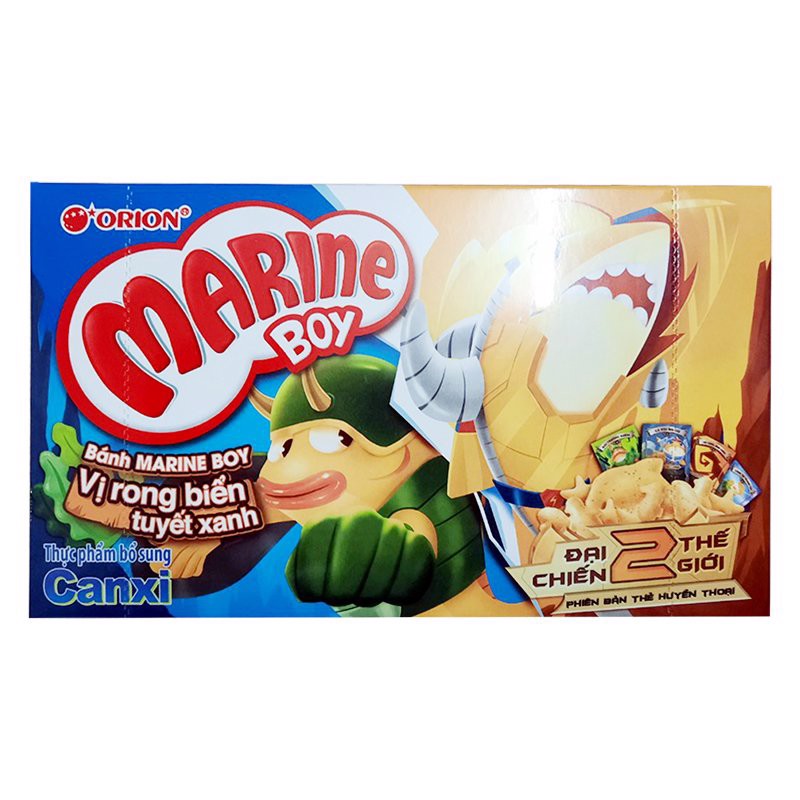 ORION®
MARINE
BOY
Bánh MARINE BOY
Vị rong biển
tuyết xanh
Thực phẩm bổ sung
Canxi
ĐẠI CHIẾN 2 THẾ GIỚI
PHIÊN BẢN THẺ HUYỀN THOẠI